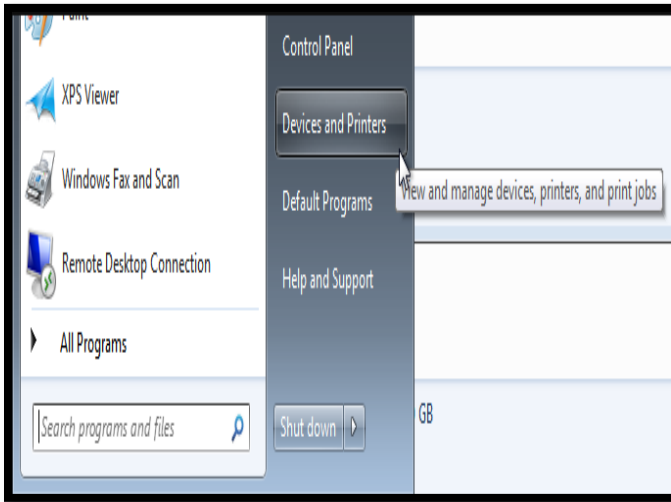 Paint
XPS Viewer
Windows Fax and Scan
Remote Desktop Connection
All Programs
Search programs and files
Control Panel
Devices and Printers
Default Programs
Help and Support
Shut down
View and manage devices, printers, and print jobs
GB